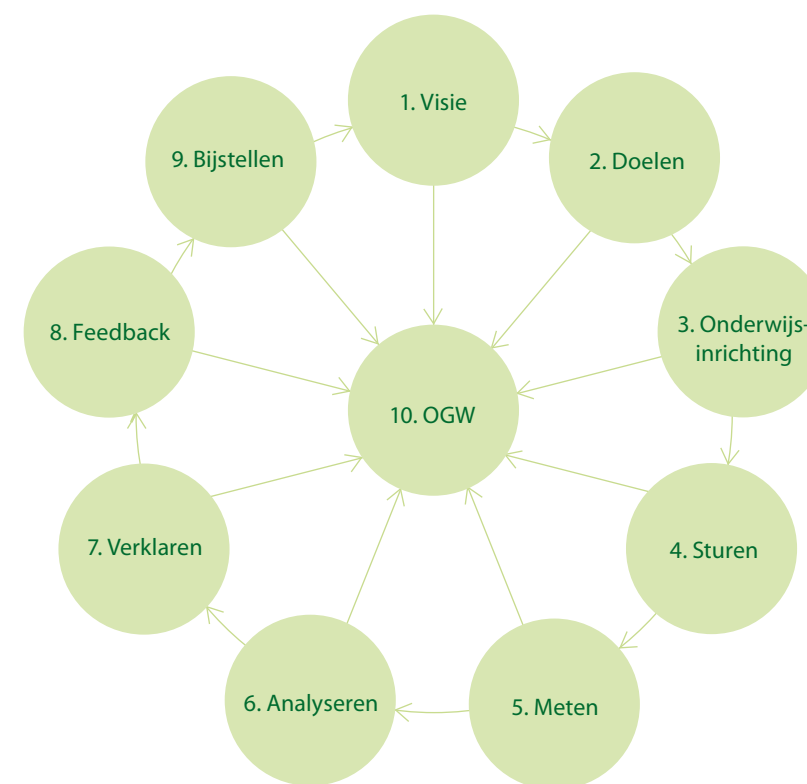 1. Visie
2. Doelen
3. Onderwijs-
inrichting
4. Sturen
5. Meten
6. Analyseren
7. Verklaren
8. Feedback
9. Bijstellen
10. OGW